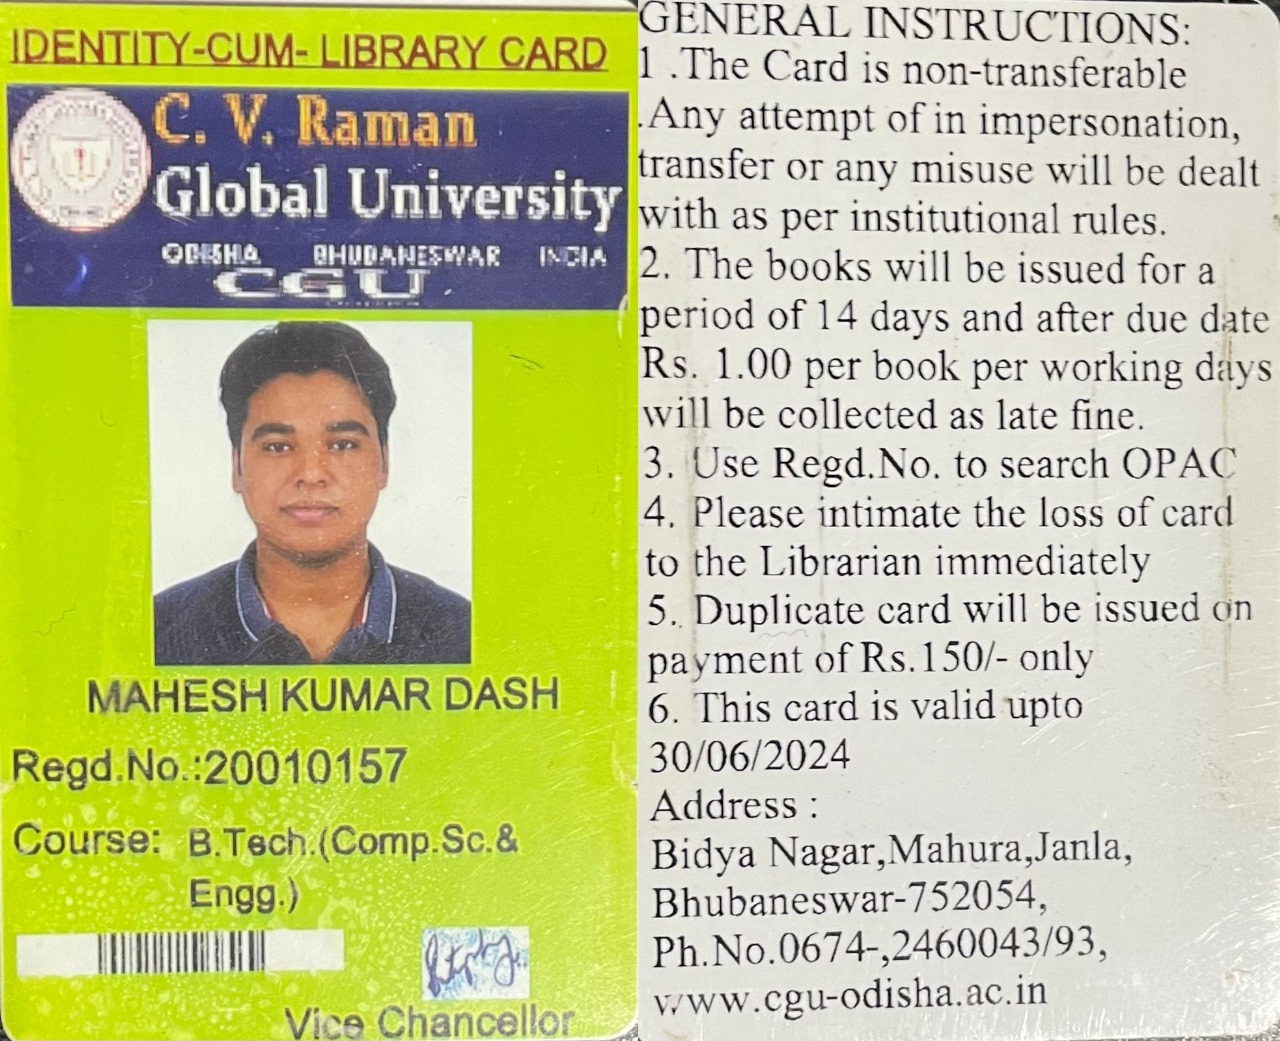 IDENTITY-CUM- LIBRARY CARD
C. V. Raman
Global University
ODISHA BHUBANESWAR INDIA
CGU
MAHESH KUMAR DASH
Regd.No.:20010157
Course: B.Tech.(Comp.Sc.&
Engg.)
Vice Chancellor
GENERAL INSTRUCTIONS:
1 .The Card is non-transferable
.Any attempt of in impersonation,
transfer or any misuse will be dealt
with as per institutional rules.
2. The books will be issued for a
period of 14 days and after due date
Rs. 1.00 per book per working days
will be collected as late fine.
3. Use Regd.No. to search OPAC
4. Please intimate the loss of card
to the Librarian immediately
5. Duplicate card will be issued on
payment of Rs.150/- only
6. This card is valid upto
30/06/2024
Address :
Bidya Nagar,Mahura,Janla,
Bhubaneswar-752054,
Ph.No.0674-,2460043/93,
www.cgu-odisha.ac.in